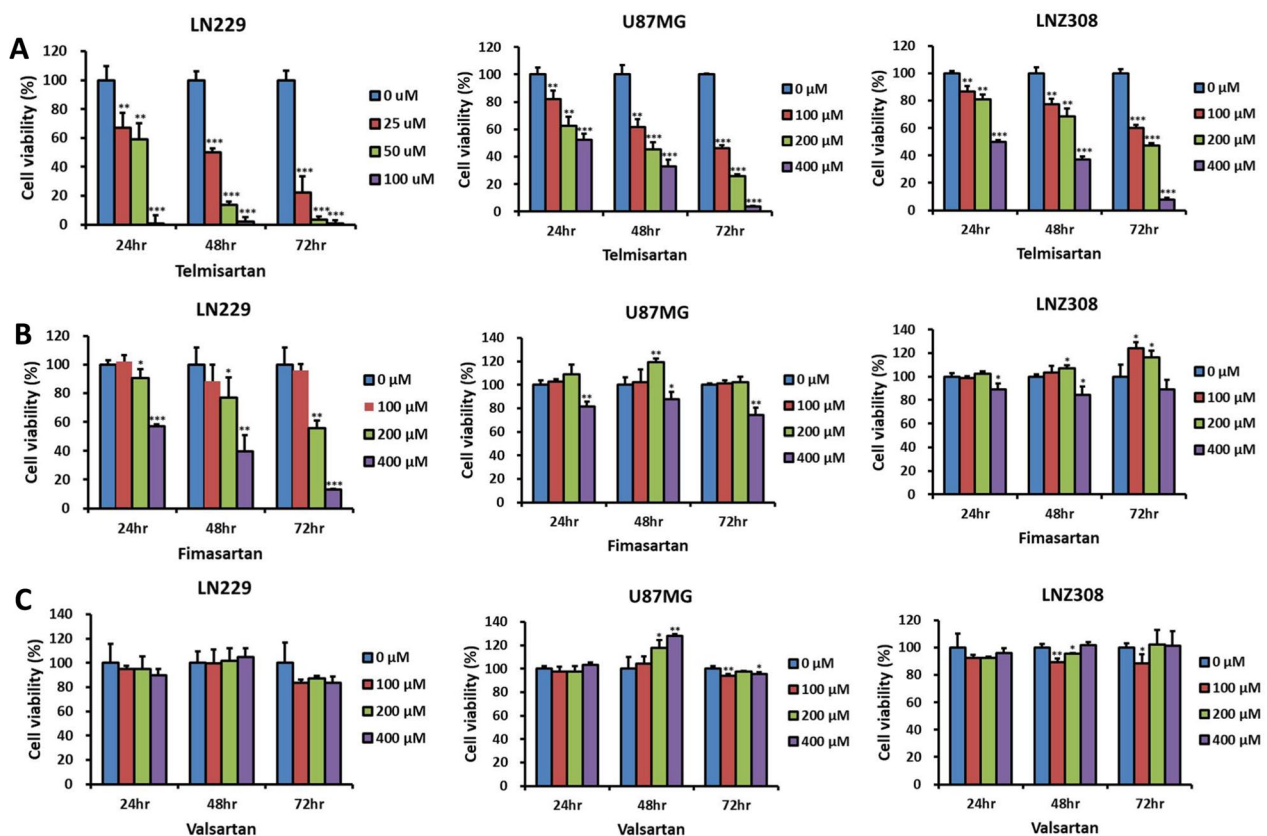 A
LN229
Cell viability (%)
120
100
80
60
40
20
0
** ** ***
*** *** ***
*** *** ***
24hr 48hr 72hr
Telmisartan
0 uM
25 uM
50 uM
100 uM
U87MG
Cell viability (%)
120
100
80
60
40
20
0
** ** ***
** *** ***
*** *** ***
24hr 48hr 72hr
Telmisartan
0 µM
100 µM
200 µM
400 µM
LNZ308
Cell viability (%)
120
100
80
60
40
20
0
** ** ***
** ** ***
*** *** ***
24hr 48hr 72hr
Telmisartan
0 µM
100 µM
200 µM
400 µM
B
LN229
Cell viability (%)
120
100
80
60
40
20
0
* ***
* **
** ***
24hr 48hr 72hr
Fimasartan
0 µM
100 µM
200 µM
400 µM
U87MG
Cell viability (%)
140
120
100
80
60
40
20
0
**
** *
**
24hr 48hr 72hr
Fimasartan
0 µM
100 µM
200 µM
400 µM
LNZ308
Cell viability (%)
140
120
100
80
60
40
20
0
*
* *
* *
24hr 48hr 72hr
Fimasartan
0 µM
100 µM
200 µM
400 µM
C
LN229
Cell viability (%)
140
120
100
80
60
40
20
0
24hr 48hr 72hr
Valsartan
0 µM
100 µM
200 µM
400 µM
U87MG
Cell viability (%)
140
120
100
80
60
40
20
0
* **
** *
24hr 48hr 72hr
Valsartan
0 µM
100 µM
200 µM
400 µM
LNZ308
Cell viability (%)
120
100
80
60
40
20
0
** *
*
24hr 48hr 72hr
Valsartan
0 µM
100 µM
200 µM
400 µM